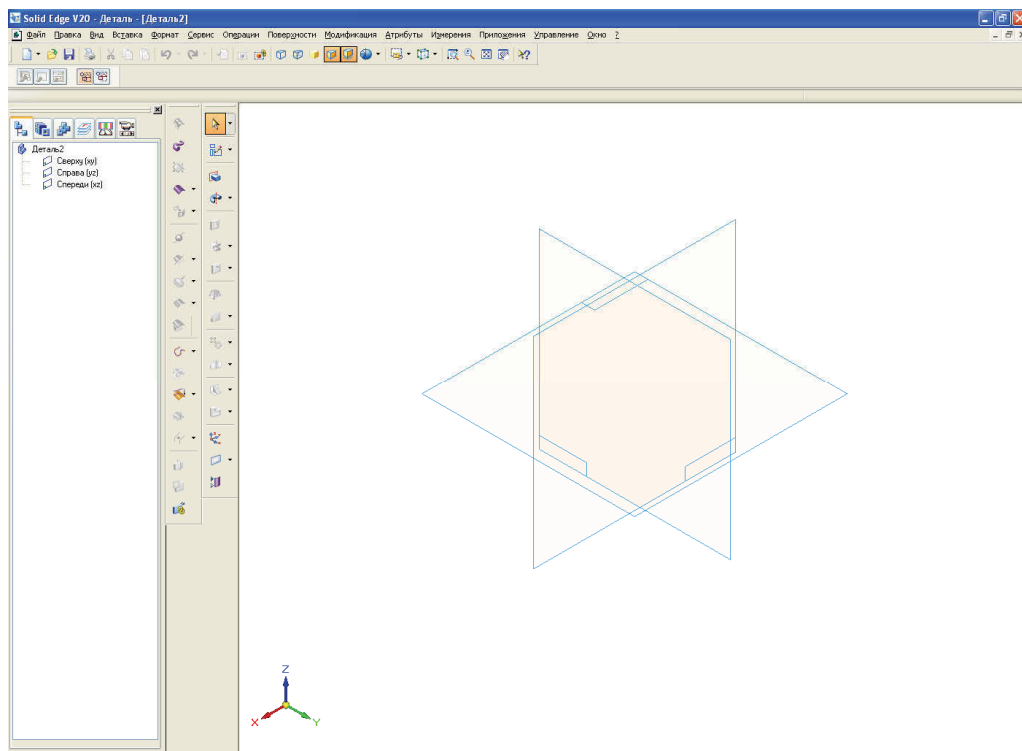 Solid Edge V20 - Деталь - [Деталь2]
Файл Правка Вид Вставка Формат Сервис Операции Поверхности Модификация Атрибуты Измерения Приложения Управление Окно ?
Деталь2
Сверху (xy)
Справа (yz)
Спереди (xz)
Z
X
Y